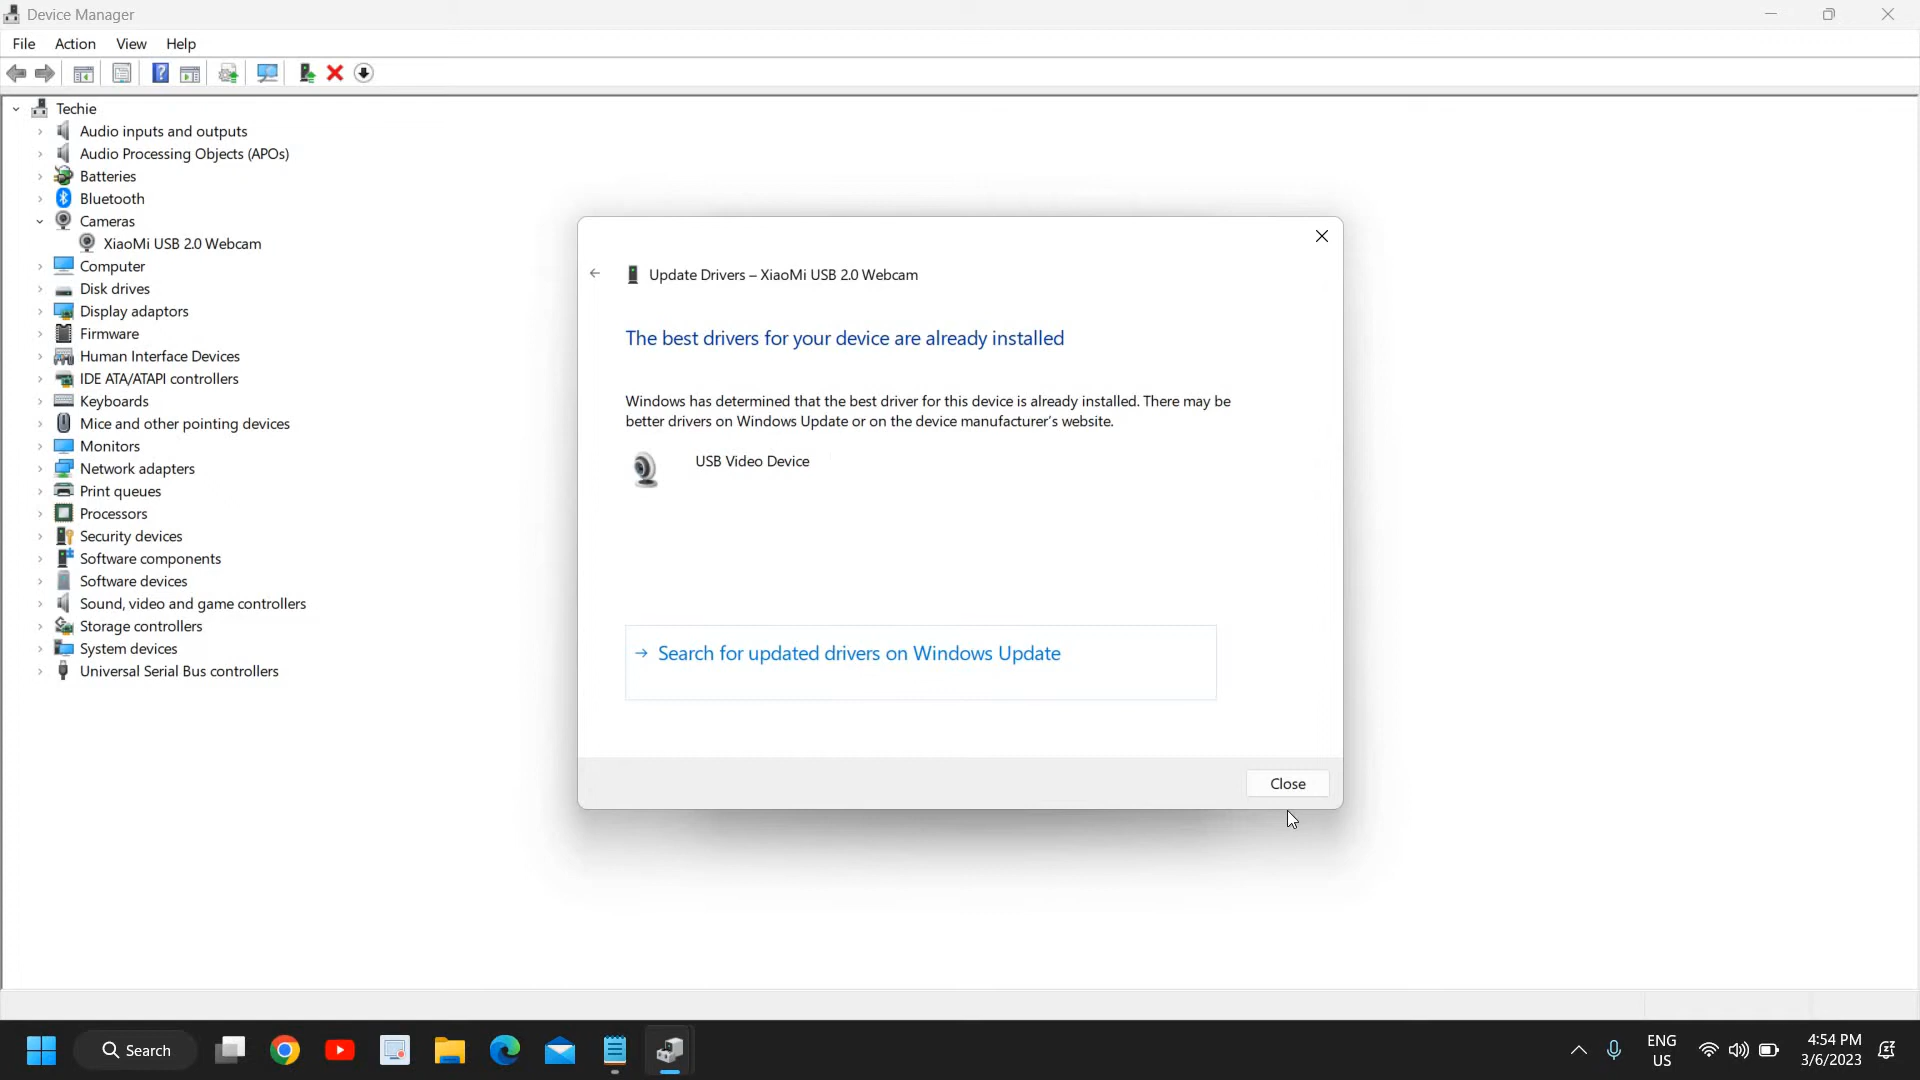 Device Manager
File Action View Help
Techie
Audio inputs and outputs
Audio Processing Objects (APOs)
Batteries
Bluetooth
Cameras
XiaoMi USB 2.0 Webcam
Computer
Disk drives
Display adaptors
Firmware
Human Interface Devices
IDE ATA/ATAPI controllers
Keyboards
Mice and other pointing devices
Monitors
Network adapters
Print queues
Processors
Security devices
Software components
Software devices
Sound, video and game controllers
Storage controllers
System devices
Universal Serial Bus controllers
Update Drivers – XiaoMi USB 2.0 Webcam
The best drivers for your device are already installed
Windows has determined that the best driver for this device is already installed. There may be
better drivers on Windows Update or on the device manufacturer's website.
USB Video Device
Search for updated drivers on Windows Update
Close
Search
ENG
US
4:54 PM
3/6/2023